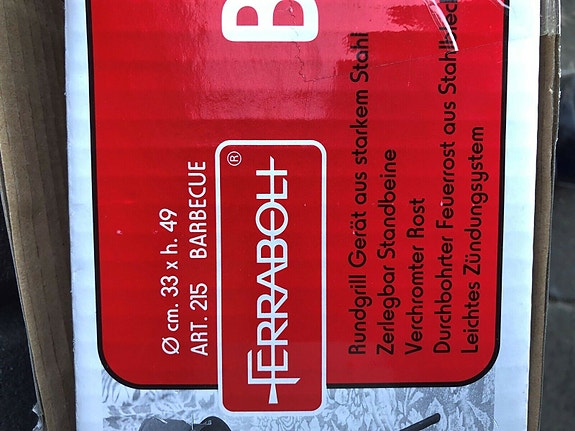 Ø cm. 33 x h. 49
ART. 215 BARBECUE
B
FERRABOLI ®
Rundgrill Gerät aus starkem Stahl
Zerlegbar Standbeine
Verchromter Rost
Durchbohrter Feuerrost aus Stahlblech
Leichtes Zündungsystem